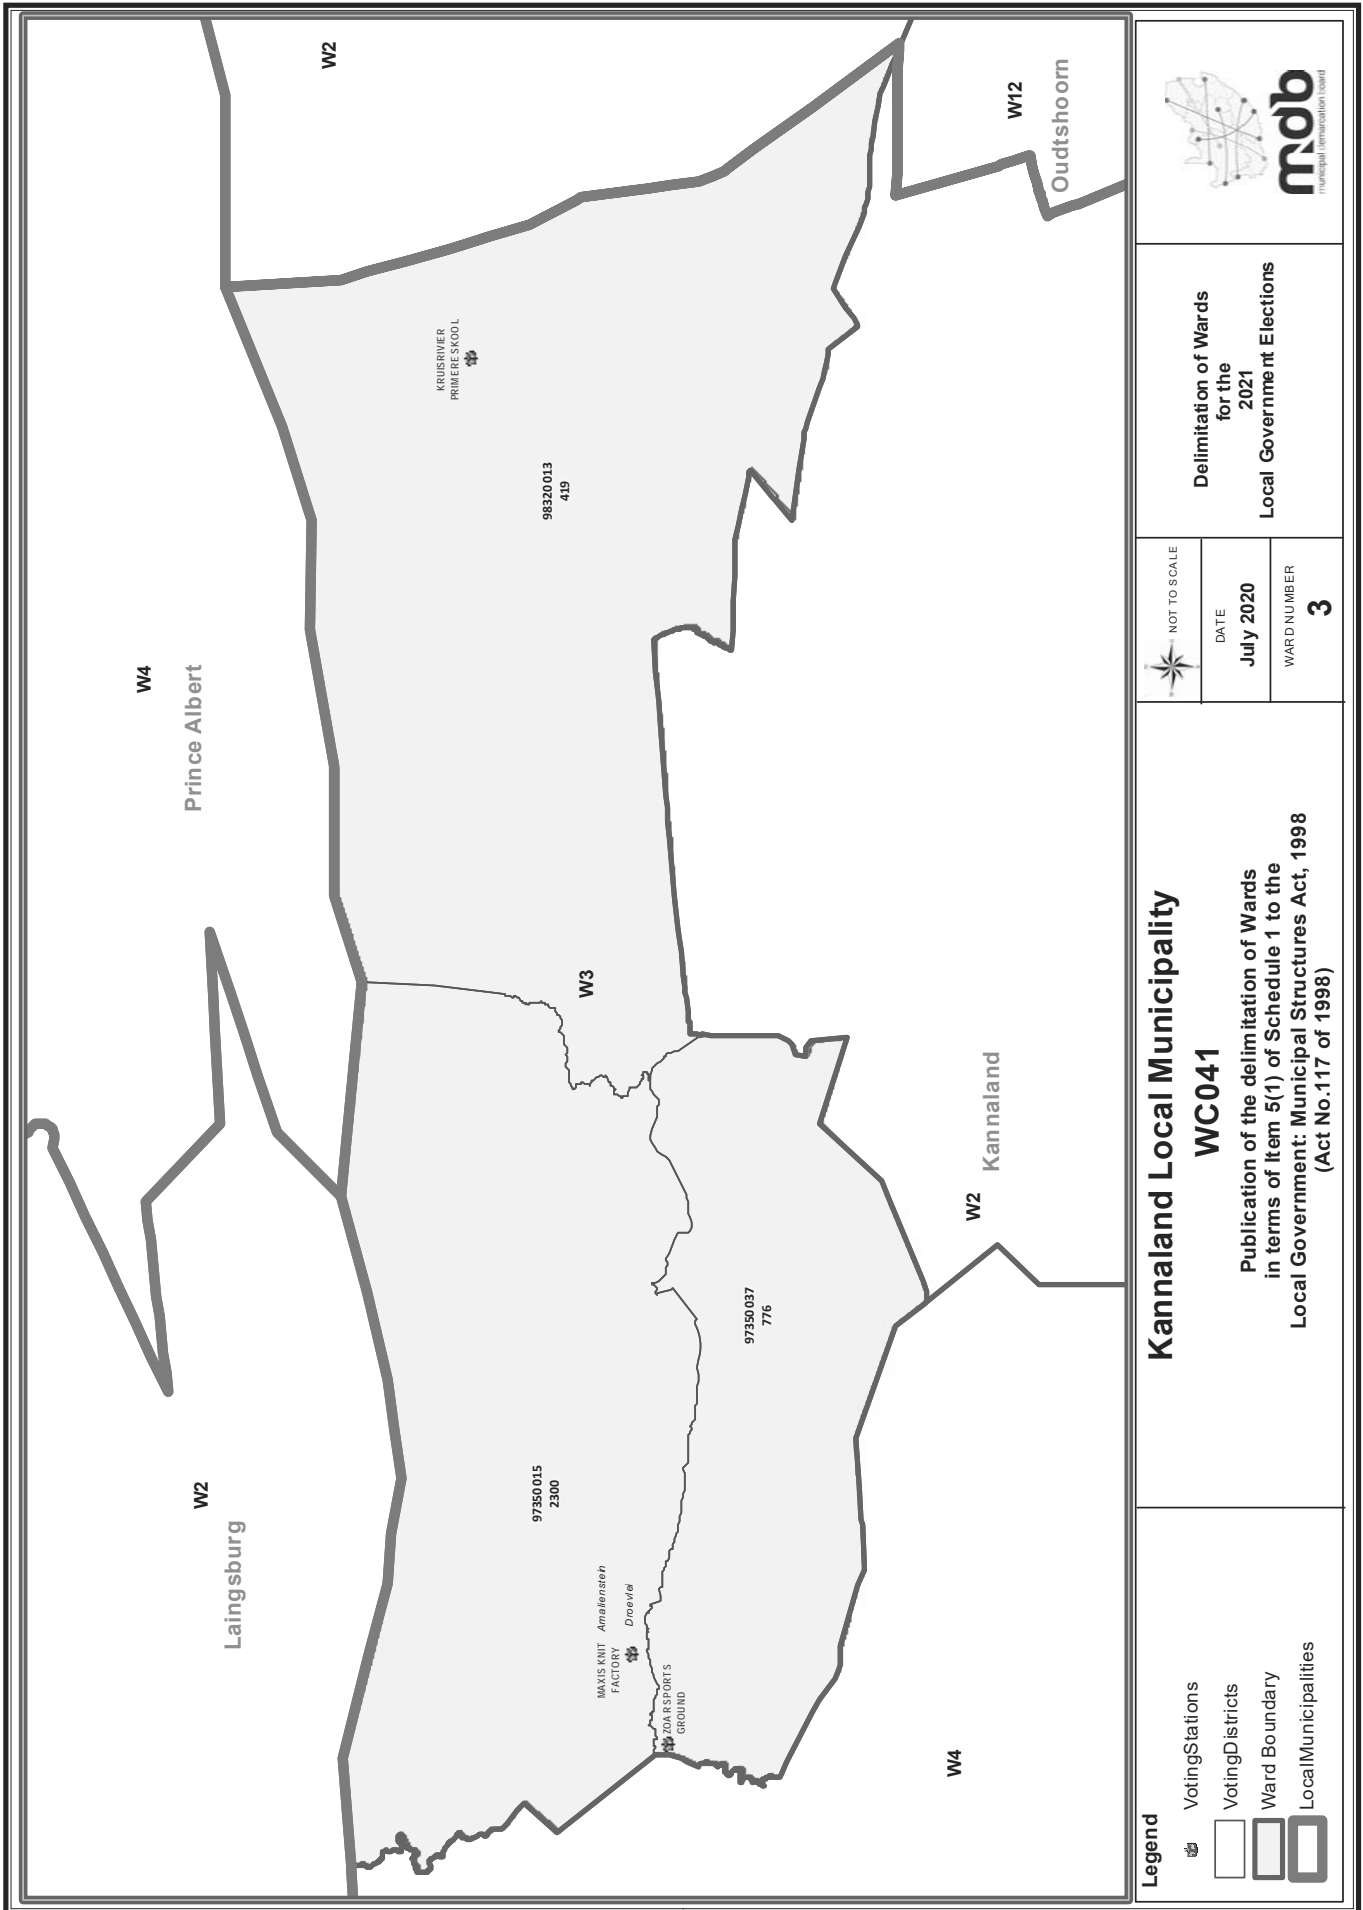 W2
Laingsburg
W4
Prince Albert
W2
KRUISRIVIER
PRIMERE SKOOL
98320013
419
W3
97350015
2300
Amalienstein
Droevlei
MAXIS KNIT
FACTORY
ZOAR SPORTS
GROUND
97350037
776
W4
W2
Kannaland
W12
Oudtshoorn
Legend
VotingStations
VotingDistricts
Ward Boundary
LocalMunicipalities
Kannaland Local Municipality
WC041
Publication of the delimitation of Wards
in terms of Item 5(1) of Schedule 1 to the
Local Government: Municipal Structures Act, 1998
(Act No.117 of 1998)
NOT TO SCALE
DATE
July 2020
WARD NUMBER
3
Delimitation of Wards
for the
2021
Local Government Elections
mdb
municipal demarcation board